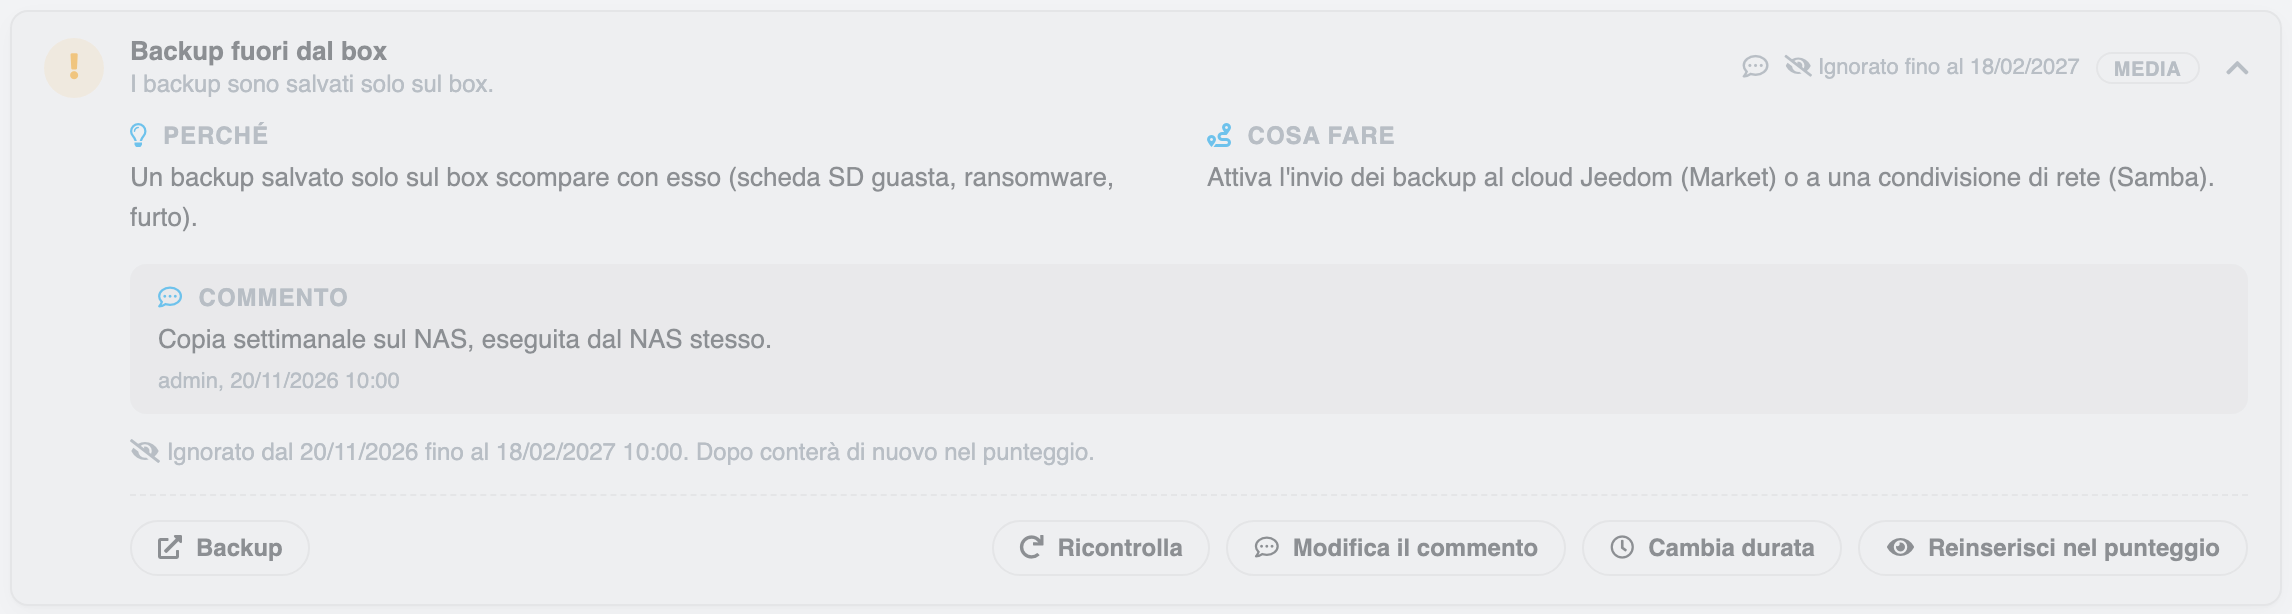 Backup fuori dal box
I backup sono salvati solo sul box.
Ignorato fino al 18/02/2027
MEDIA
PERCHÉ
Un backup salvato solo sul box scompare con esso (scheda SD guasta, ransomware,
furto).
COSA FARE
Attiva l'invio dei backup al cloud Jeedom (Market) o a una condivisione di rete (Samba).
COMMENTO
Copia settimanale sul NAS, eseguita dal NAS stesso.
admin, 20/11/2026 10:00
Ignorato dal 20/11/2026 fino al 18/02/2027 10:00. Dopo conterà di nuovo nel punteggio.
Backup
Ricontrolla
Modifica il commento
Cambia durata
Reinserisci nel punteggio